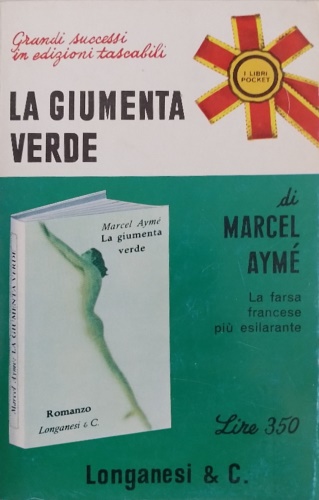 Grandi successi
in edizioni tascabili
I LIBRI
POCKET
LA GIUMENTA
VERDE
di
MARCEL
AYMÉ
La farsa
francese
più esilarante
Marcel Aymé
La giumenta
verde
Marcel Aymé: LA GIUMENTA VERDE
Romanzo
Longanesi & C.
Lire 350
Longanesi & C.